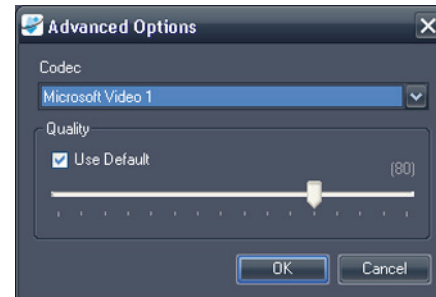 Advanced Options
Codec
Microsoft Video 1
Quality
Use Default
(80)
OK
Cancel